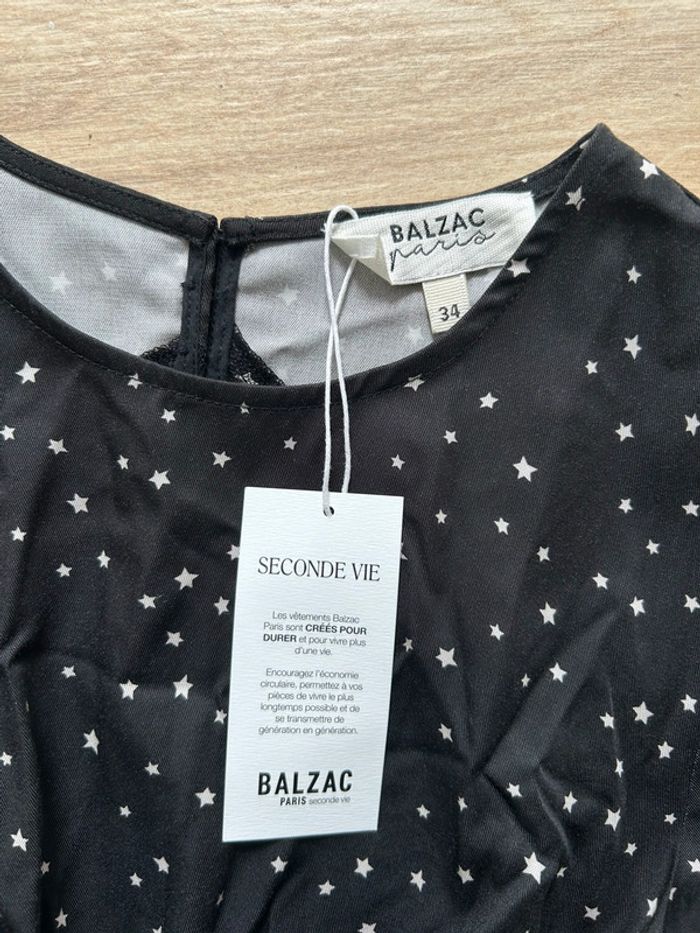 BALZAC
paris
34
SECONDE VIE
Les vêtements Balzac
Paris sont CRÉÉS POUR
DURER et pour vivre plus
d'une vie.
Encouragez l'économie
circulaire, permettez à vos
pièces de vivre le plus
longtemps possible et de
se transmettre de
génération en génération.
BALZAC
PARIS seconde vie